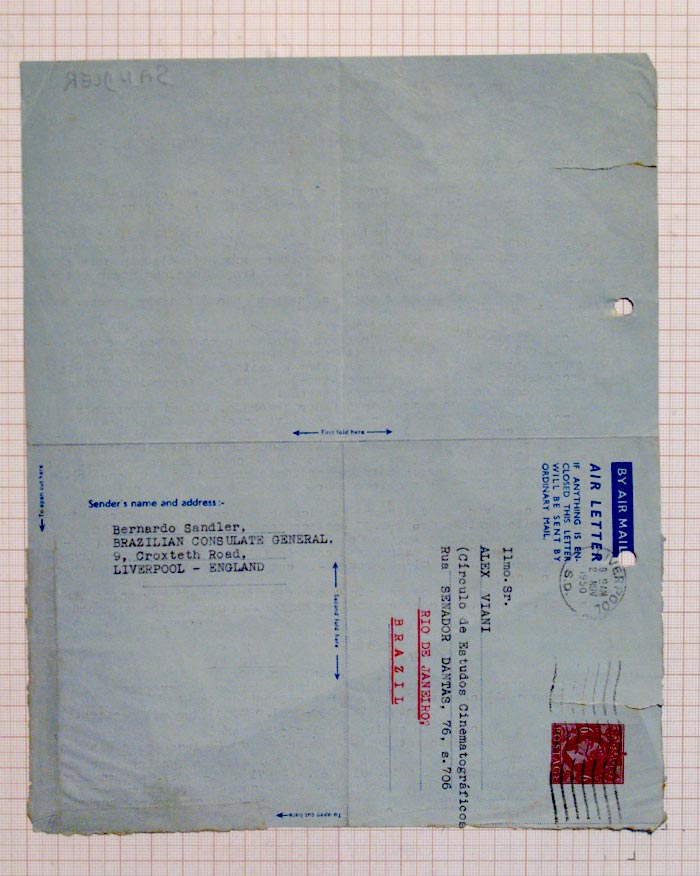 SANDLER
First fold here
To open cut here
Sender's name and address :-
Bernardo Sandler,
BRAZILIAN CONSULATE GENERAL.
9, Croxteth Road,
LIVERPOOL - ENGLAND
Second fold here
To open cut here
BY AIR MAIL
AIR LETTER
IF ANYTHING IS EN-
CLOSED THIS LETTER
WILL BE SENT BY
ORDINARY MAIL.
LIVERPOOL
2 NOV
1950
Ilmo.Sr.
ALEX VIANI
(Círculo de Estudos Cinematográficos
Rua SENADOR DANTAS, 76, s.706
RIO DE JANEIRO,
B R A Z I L
POSTAGE